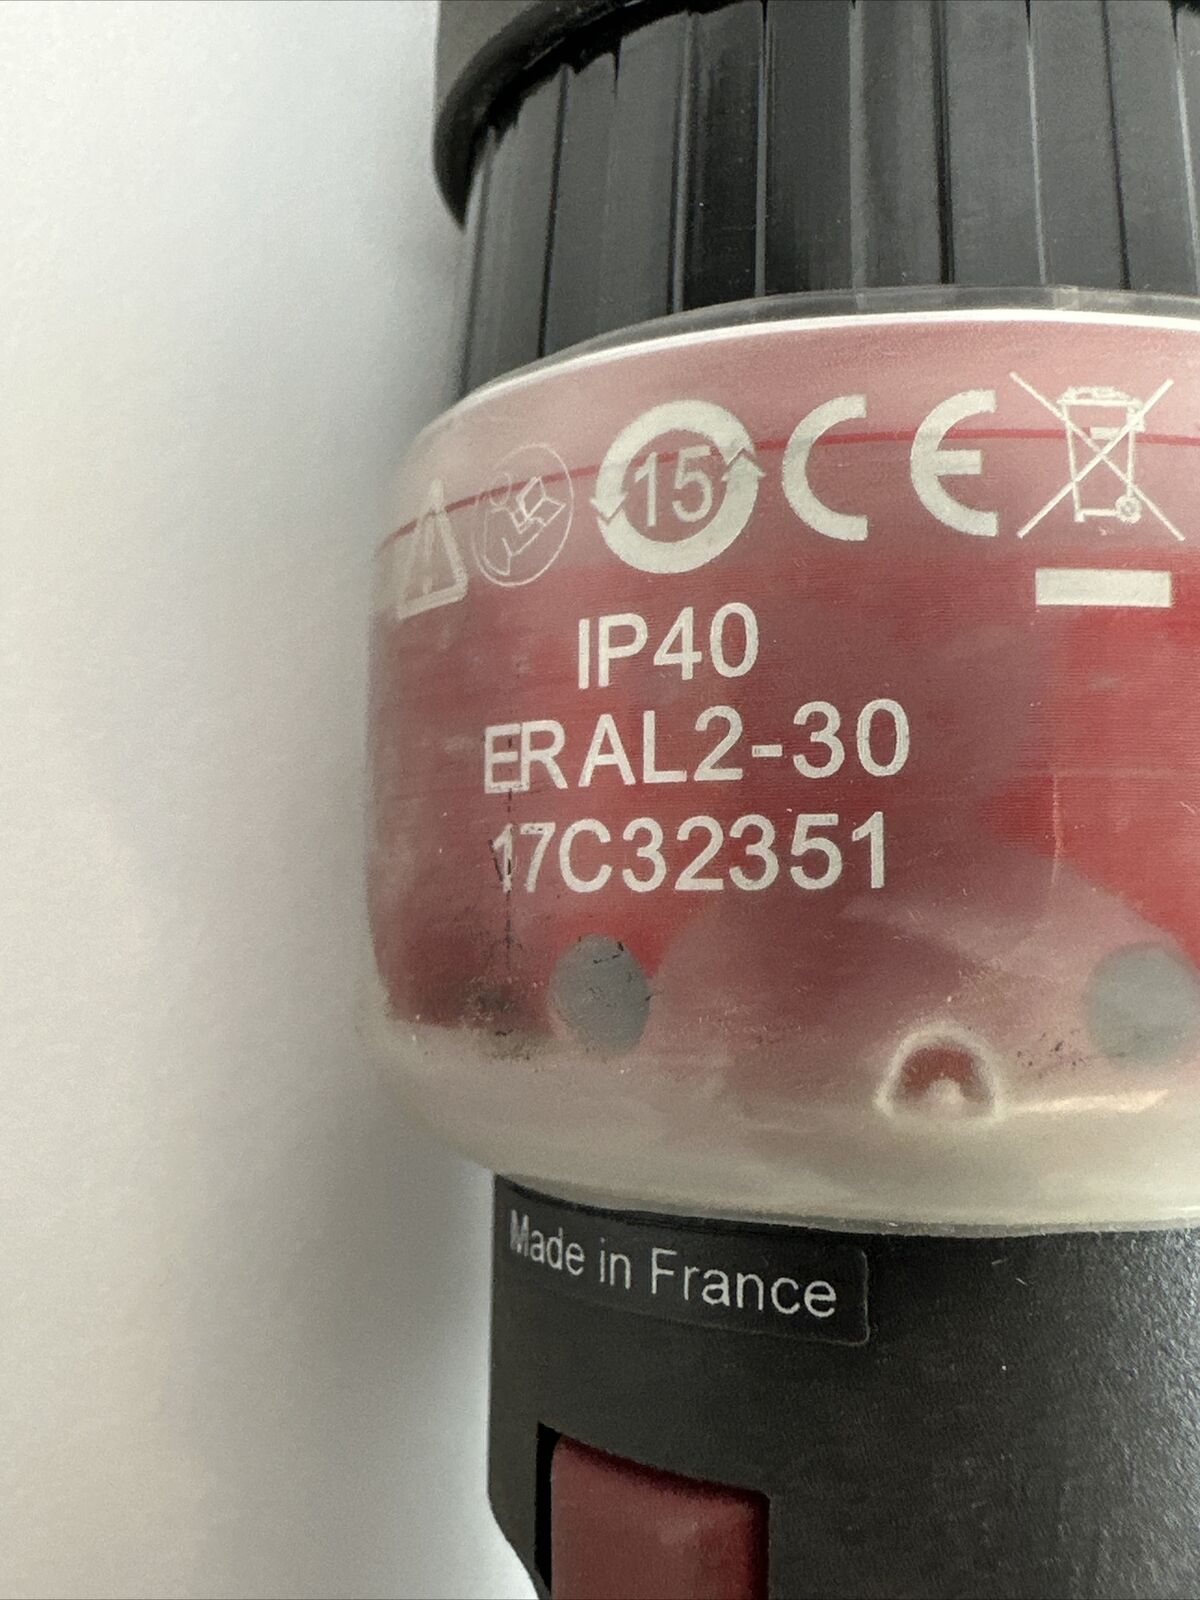 15 CE
IP40
ERAL2-30
17C32351
Made in France